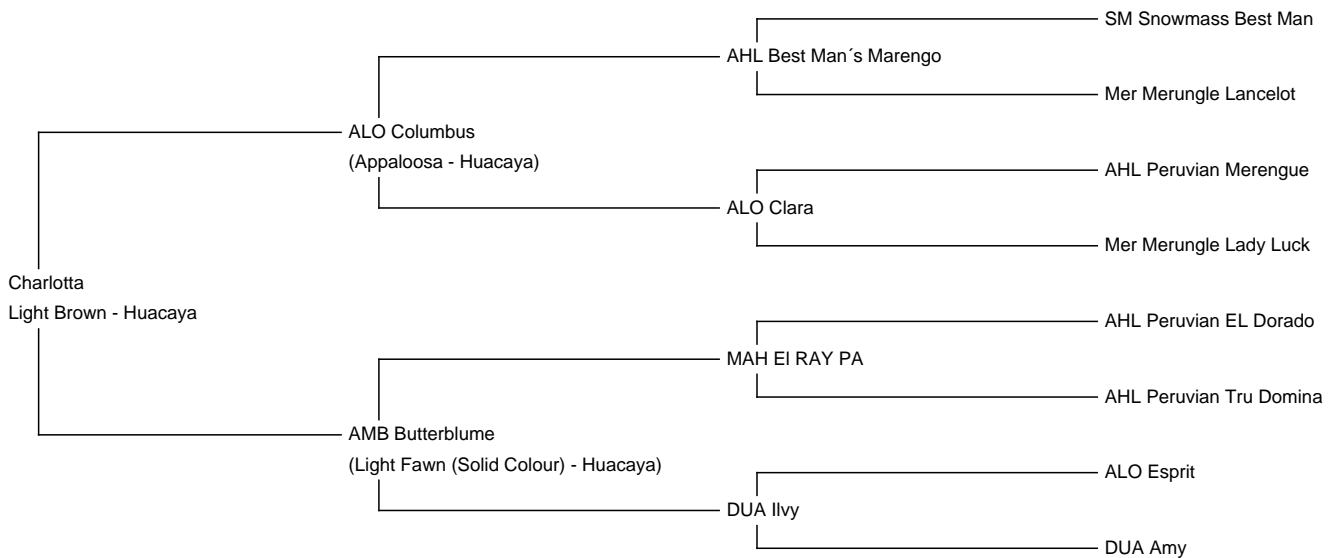 SM Snowmass Best Man
AHL Best Man´s Marengo
Mer Merungle Lancelot
ALO Columbus
(Appaloosa - Huacaya)
AHL Peruvian Merengue
ALO Clara
Mer Merungle Lady Luck
Charlotta
Light Brown - Huacaya
AHL Peruvian EL Dorado
MAH El RAY PA
AHL Peruvian Tru Domina
AMB Butterblume
(Light Fawn (Solid Colour) - Huacaya)
ALO Esprit
DUA Ilvy
DUA Amy